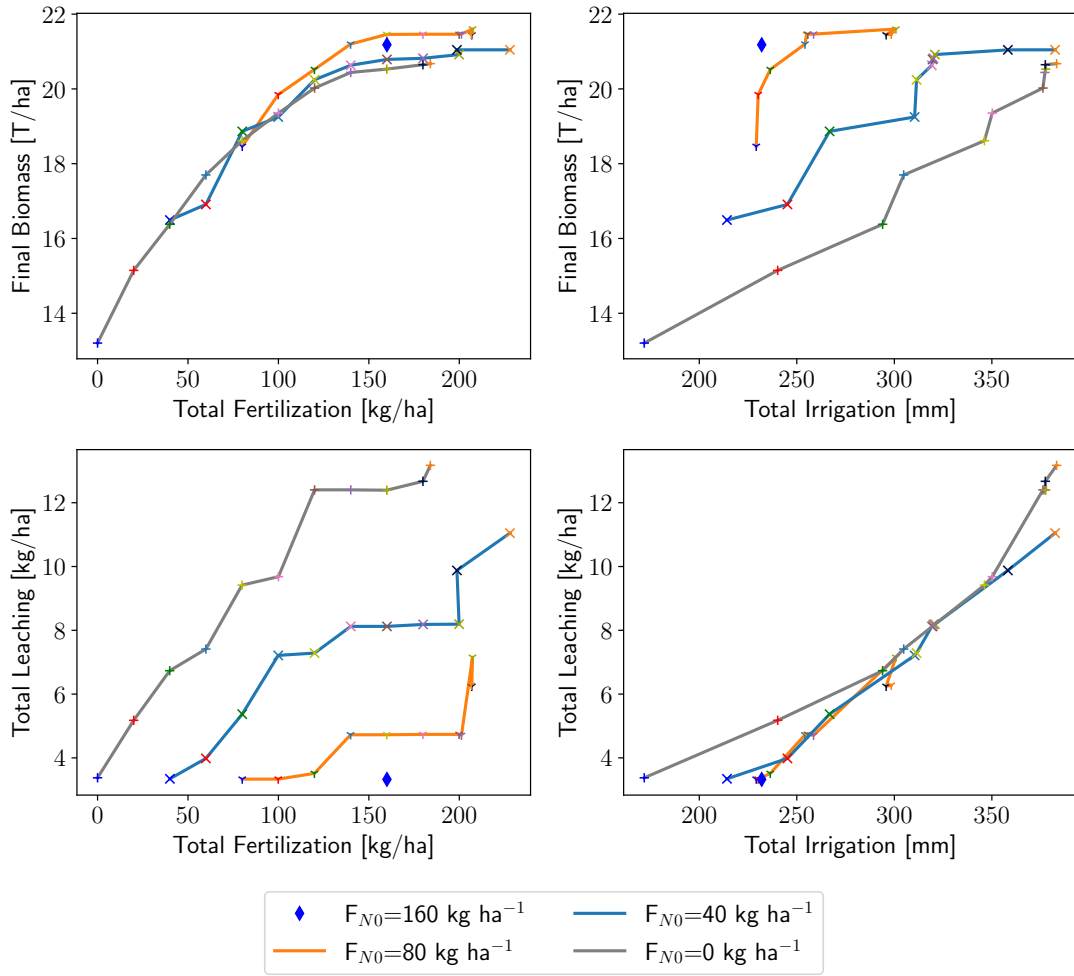 22
20
18
16
14
Final Biomass [T/ha]
0 50 100 150 200
Total Fertilization [kg/ha]
22
20
18
16
14
Final Biomass [T/ha]
200 250 300 350
Total Irrigation [mm]
12
10
8
6
4
Total Leaching [kg/ha]
0 50 100 150 200
Total Fertilization [kg/ha]
12
10
8
6
4
Total Leaching [kg/ha]
200 250 300 350
Total Irrigation [mm]
F_{N0}=160 kg ha⁻¹ F_{N0}=40 kg ha⁻¹
F_{N0}=80 kg ha⁻¹ F_{N0}=0 kg ha⁻¹